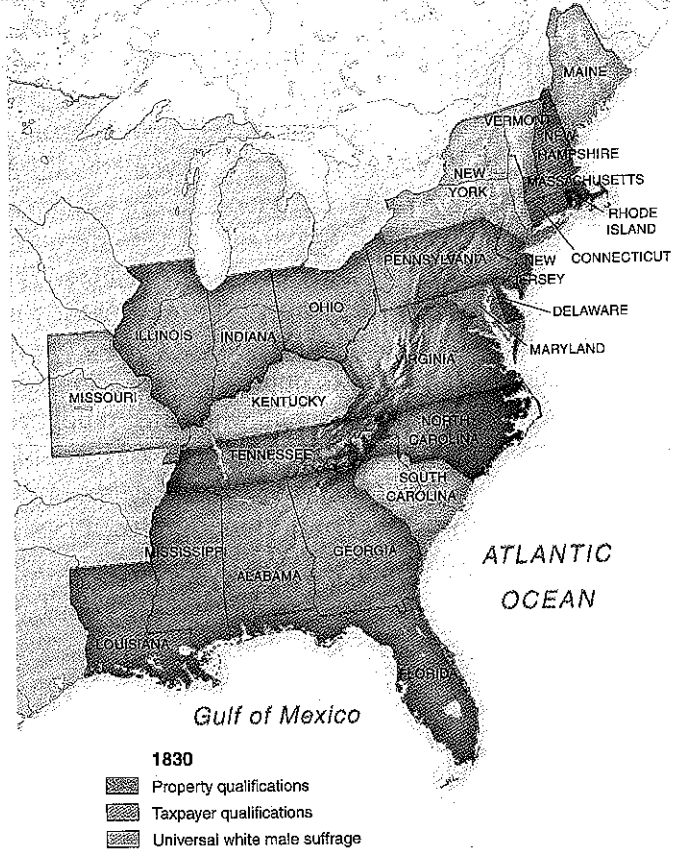 MAINE
VERMONT
NEW
HAMPSHIRE
NEW
YORK
MASSACHUSETTS
RHODE
ISLAND
CONNECTICUT
PENNSYLVANIA
NEW
JERSEY
OHIO
DELAWARE
ILLINOIS
INDIANA
VIRGINIA
MARYLAND
MISSOURI
KENTUCKY
NORTH
CAROLINA
TENNESSEE
SOUTH
CAROLINA
MISSISSIPPI
ALABAMA
GEORGIA
ATLANTIC
OCEAN
LOUISIANA
FLORIDA
Gulf of Mexico
1830
Property qualifications
Taxpayer qualifications
Universal white male suffrage